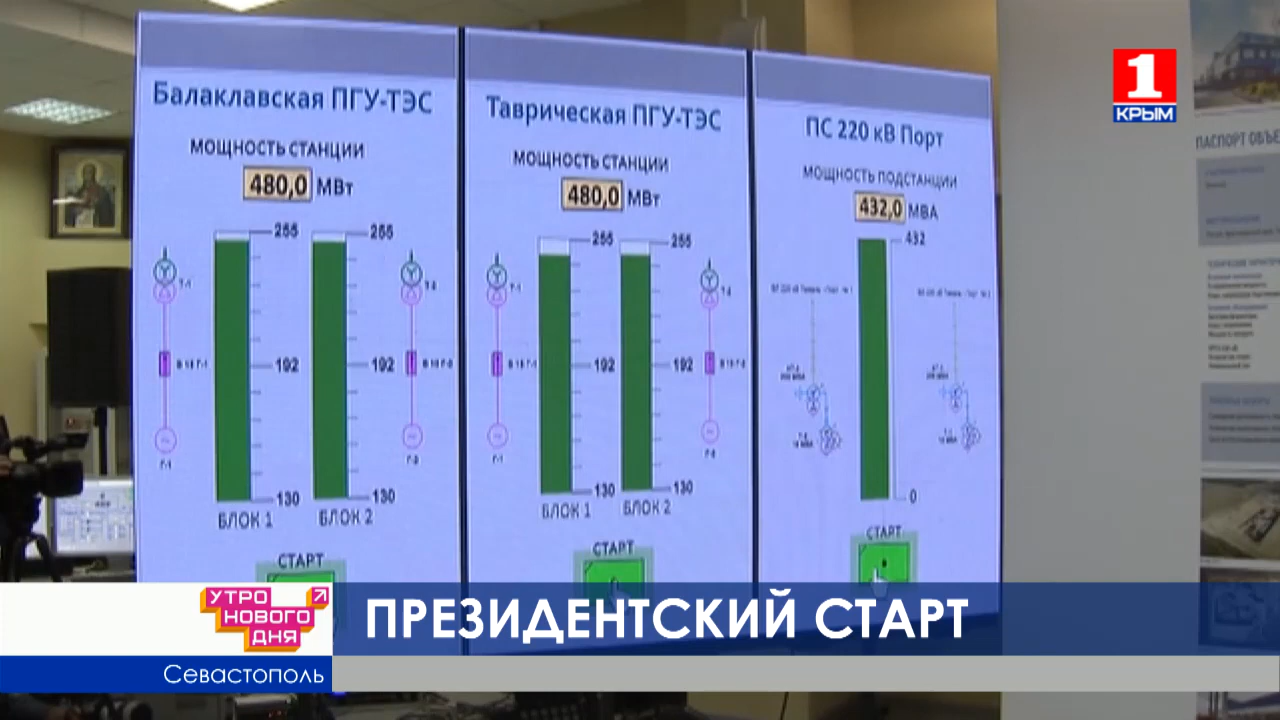 Балаклавская ПГУ-ТЭС
МОЩНОСТЬ СТАНЦИИ
480,0 МВт
255
255
Т-1
192
192
130
130
БЛОК 1
БЛОК 2
СТАРТ
Таврическая ПГУ-ТЭС
МОЩНОСТЬ СТАНЦИИ
480,0 МВт
255
255
192
192
130
130
БЛОК 1
БЛОК 2
СТАРТ
ПС 220 кВ Порт
МОЩНОСТЬ ПОДСТАНЦИИ
432,0 МВА
432
0
СТАРТ
1
КРЫМ
ПАСПОРТ ОБЪЕ
УТРО
НОВОГО
ДНЯ
ПРЕЗИДЕНТСКИЙ СТАРТ
Севастополь